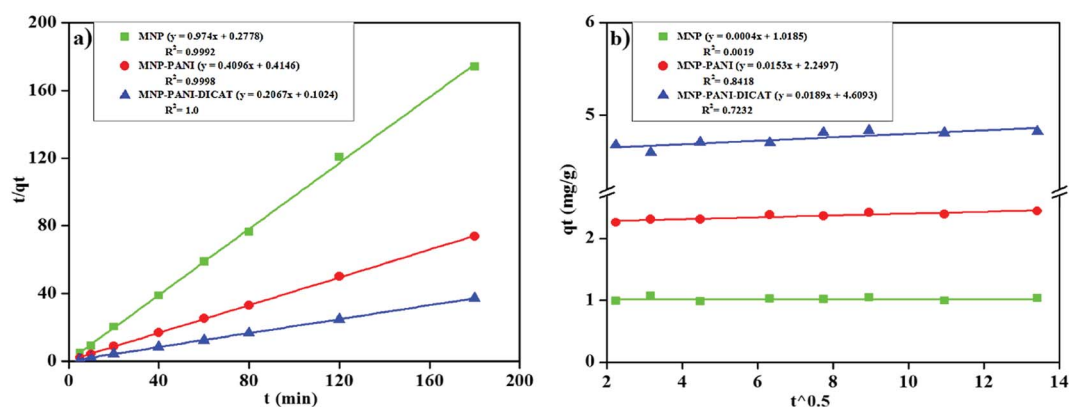 a)
MNP (y = 0.974x + 0.2778)
R²= 0.9992
MNP-PANI (y = 0.4096x + 0.4146)
R²= 0.9998
MNP-PANI-DICAT (y = 0.2067x + 0.1024)
R²= 1.0
t/qt
200
160
120
80
40
0
0 40 80 120 160 200
t (min)
b)
MNP (y = 0.0004x + 1.0185)
R²= 0.0019
MNP-PANI (y = 0.0153x + 2.2497)
R²= 0.8418
MNP-PANI-DICAT (y = 0.0189x + 4.6093)
R²= 0.7232
qt (mg/g)
6
5
2
1
0
2 4 6 8 10 12 14
t^0.5